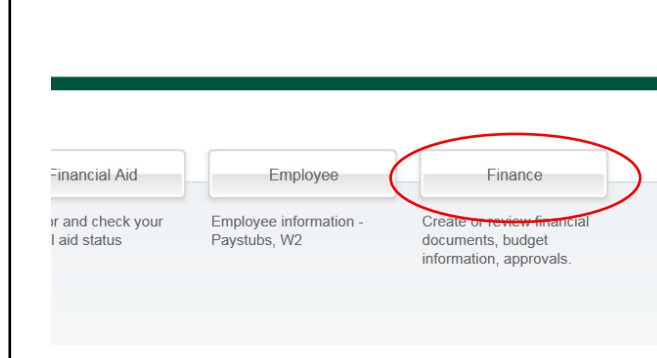 Financial Aid
Employee
Finance
or and check your
l aid status
Employee information -
Paystubs, W2
Create or review financial
documents, budget
information, approvals.